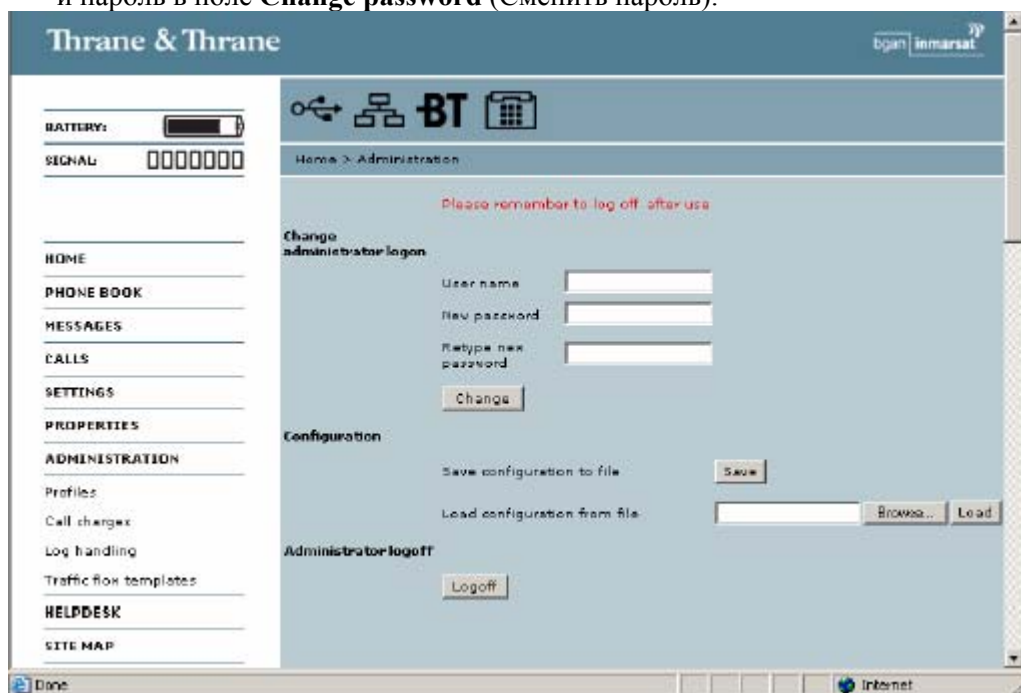 и пароль в поле Change password (Сменить пароль).
Thrane & Thrane
bgan inmarsat
BATTERY:
SIGNAL:
BT
Home > Administration
Please remember to log off after use
Change
administrator logon
User name
New password
Retype new
password
Change
Configuration
Save configuration to file
Save
Load configuration from file
Browse...
Load
Administrator logoff
Logoff
HOME
PHONE BOOK
MESSAGES
CALLS
SETTINGS
PROPERTIES
ADMINISTRATION
Profiles
Call charges
Log handling
Traffic flow templates
HELPDESK
SITE MAP
Done
Internet